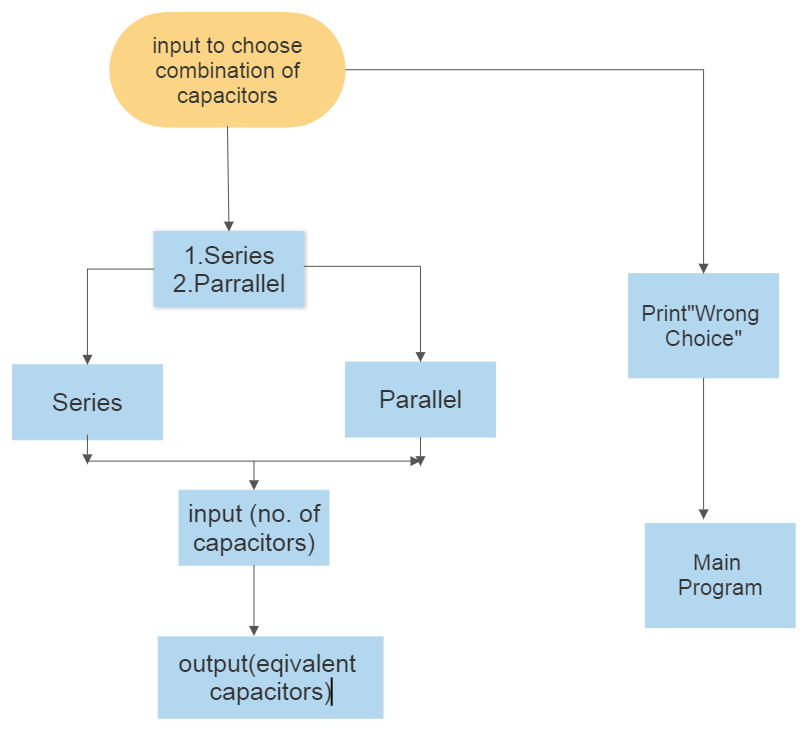 input to choose
combination of
capacitors
1.Series
2.Parrallel
Print"Wrong
Choice"
Series
Parallel
input (no. of
capacitors)
Main
Program
output(eqivalent
capacitors)